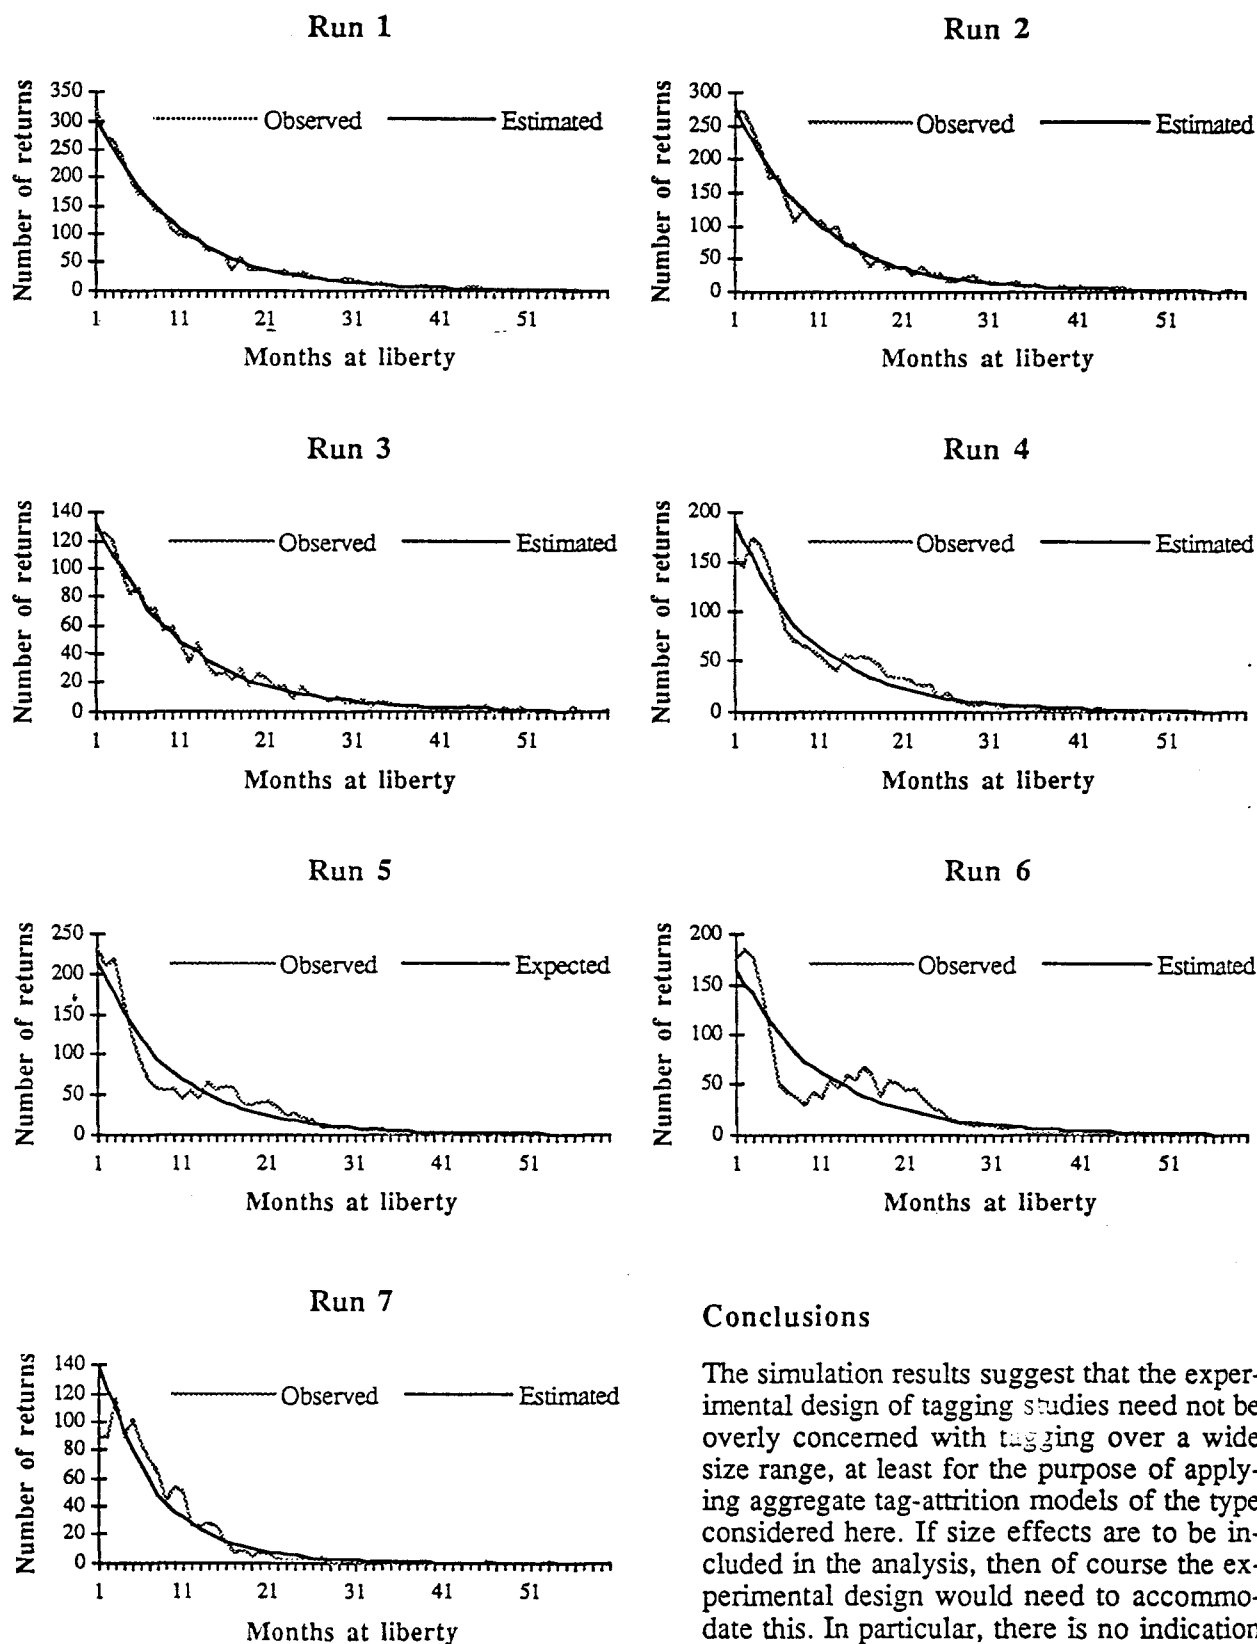 Run 1
Number of returns
350
300
250
200
150
100
50
0
Observed
Estimated
1 11 21 31 41 51
Months at liberty
Run 2
Number of returns
300
250
200
150
100
50
0
Observed
Estimated
1 11 21 31 41 51
Months at liberty
Run 3
Number of returns
140
120
100
80
60
40
20
0
Observed
Estimated
1 11 21 31 41 51
Months at liberty
Run 4
Number of returns
200
150
100
50
0
Observed
Estimated
1 11 21 31 41 51
Months at liberty
Run 5
Number of returns
250
200
150
100
50
0
Observed
Expected
1 11 21 31 41 51
Months at liberty
Run 6
Number of returns
200
150
100
50
0
Observed
Estimated
1 11 21 31 41 51
Months at liberty
Run 7
Number of returns
140
120
100
80
60
40
20
0
Observed
Estimated
1 11 21 31 41 51
Months at liberty
Conclusions
The simulation results suggest that the exper-
imental design of tagging studies need not be
overly concerned with tagging over a wide
size range, at least for the purpose of apply-
ing aggregate tag-attrition models of the type
considered here. If size effects are to be in-
cluded in the analysis, then of course the ex-
perimental design would need to accommo-
date this. In particular, there is no indication